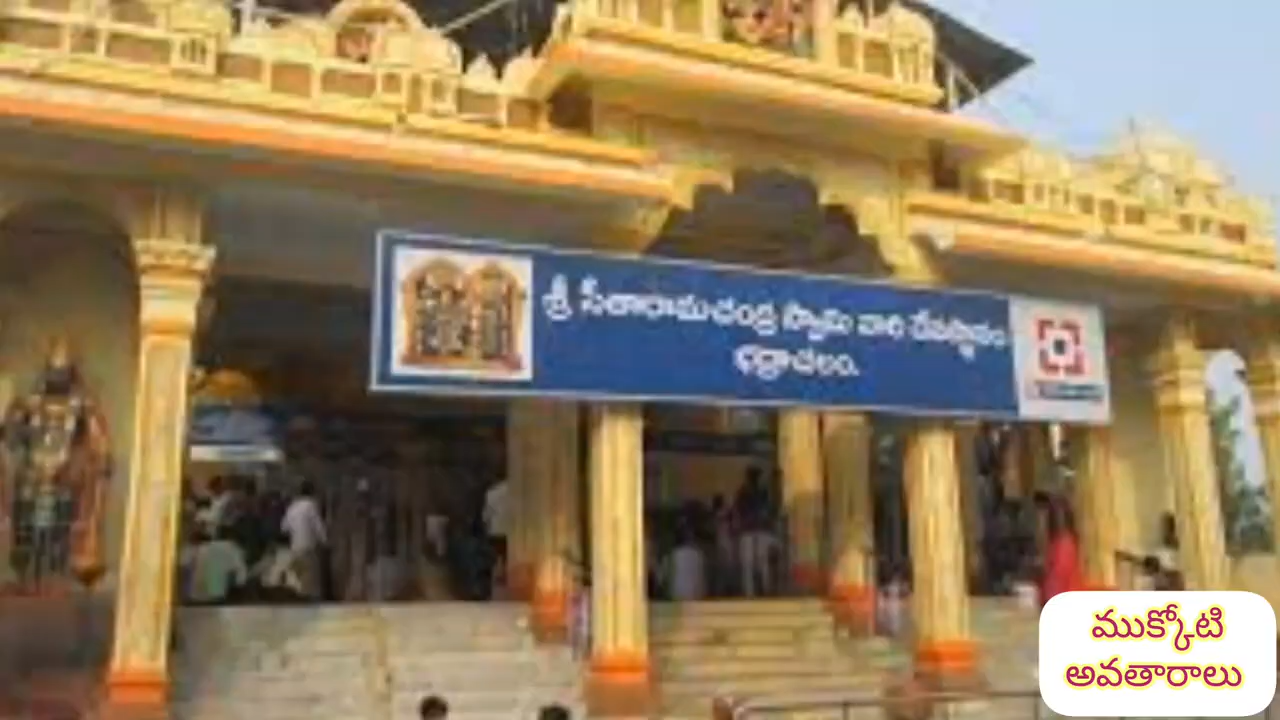 శ్రీ సీతారామచంద్ర స్వామి వారి దేవస్థానం
భద్రాచలం.
ముక్కోటి
అవతారాలు